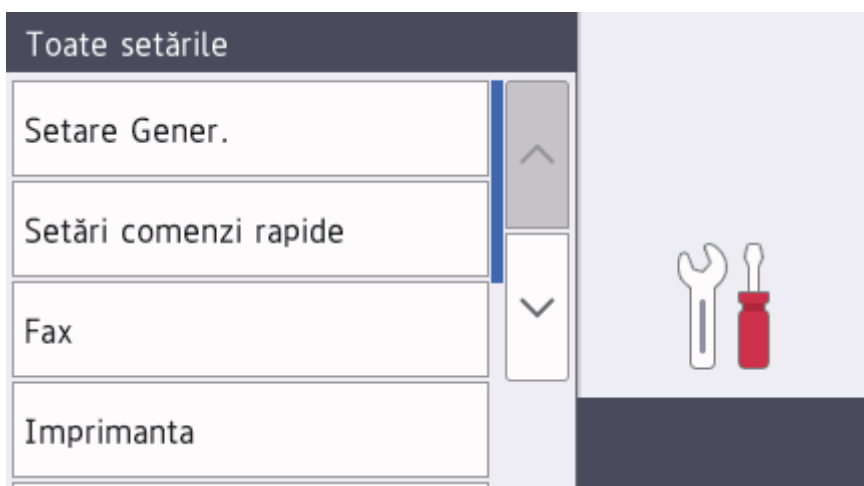 Toate setările
Setare Gener.
Setări comenzi rapide
Fax
Imprimanta